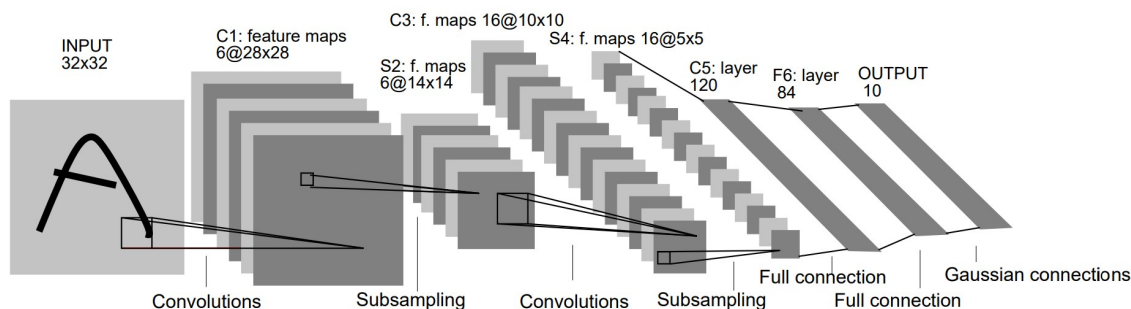 INPUT
32x32
C1: feature maps
6@28x28
S2: f. maps
6@14x14
C3: f. maps 16@10x10
S4: f. maps 16@5x5
C5: layer
120
F6: layer
84
OUTPUT
10
Convolutions
Subsampling
Convolutions
Subsampling
Full connection
Full connection
Gaussian connections